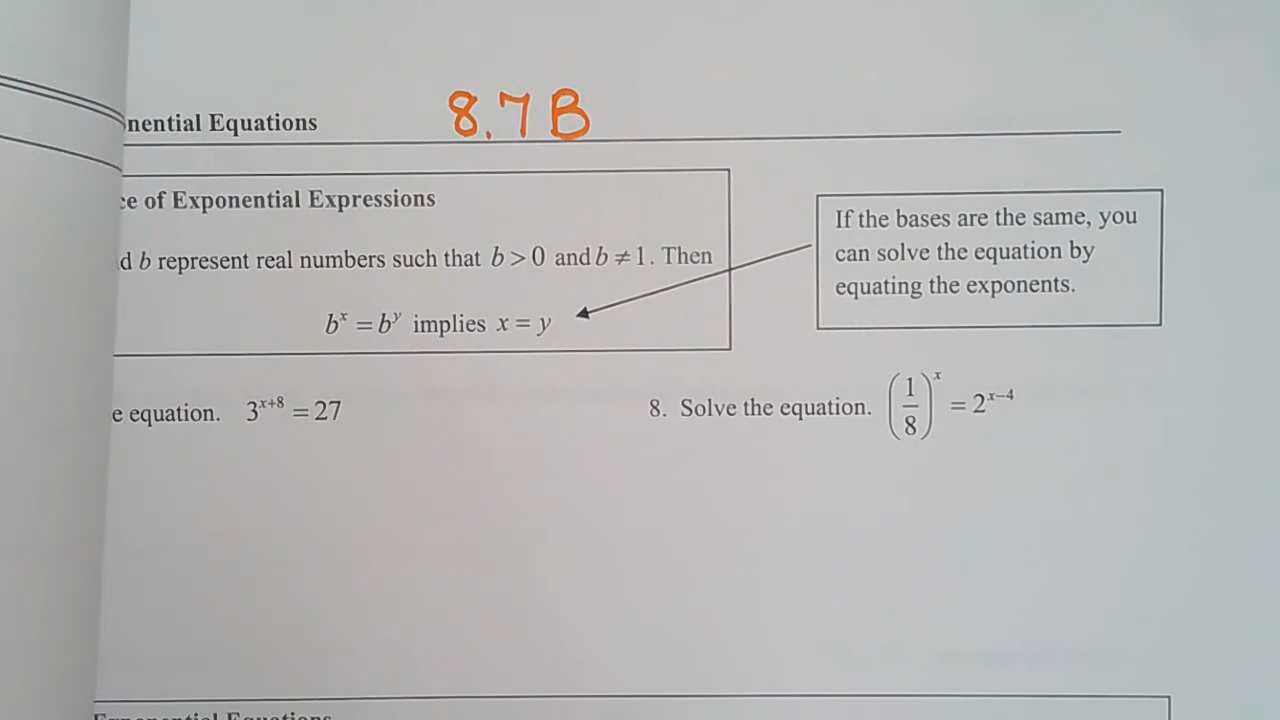 nential Equations 8.7B
e of Exponential Expressions
d b represent real numbers such that b > 0 and b ≠ 1. Then
b^x = b^y implies x = y
If the bases are the same, you
can solve the equation by
equating the exponents.
e equation. 3^{x+8} = 27
8. Solve the equation. (1/8)^x = 2^{x−4}
Exponential Equations